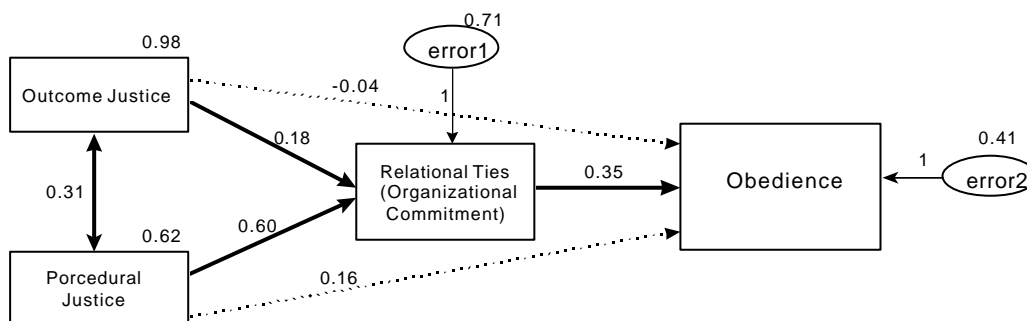 0.98
0.71
error1
Outcome Justice
-0.04
1
0.18
0.41
0.31
Relational Ties
(Organizational
Commitment)
0.35
Obedience
1
error2
0.60
0.62
Porcedural
Justice
0.16